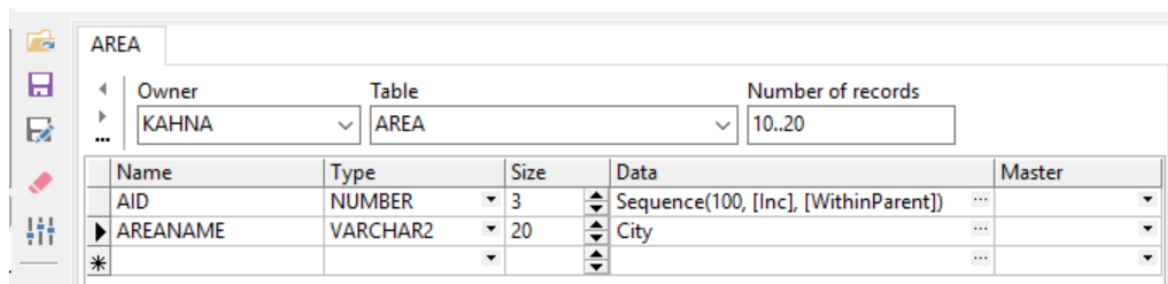 AREA
Owner Table Number of records
KAHNA AREA 10..20
Name Type Size Data Master
AID NUMBER 3 Sequence(100, [Inc], [WithinParent]) ...
AREANAME VARCHAR2 20 City ...
...